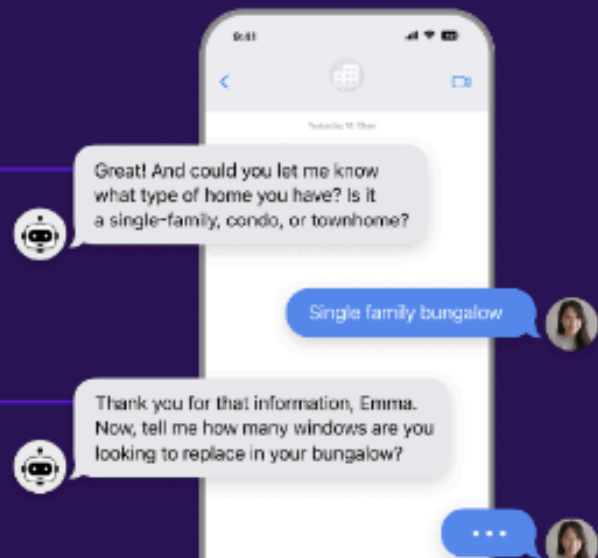 9:41
Great! And could you let me know
what type of home you have? Is it
a single-family, condo, or townhome?
Single family bungalow
Thank you for that information, Emma.
Now, tell me how many windows are you
looking to replace in your bungalow?